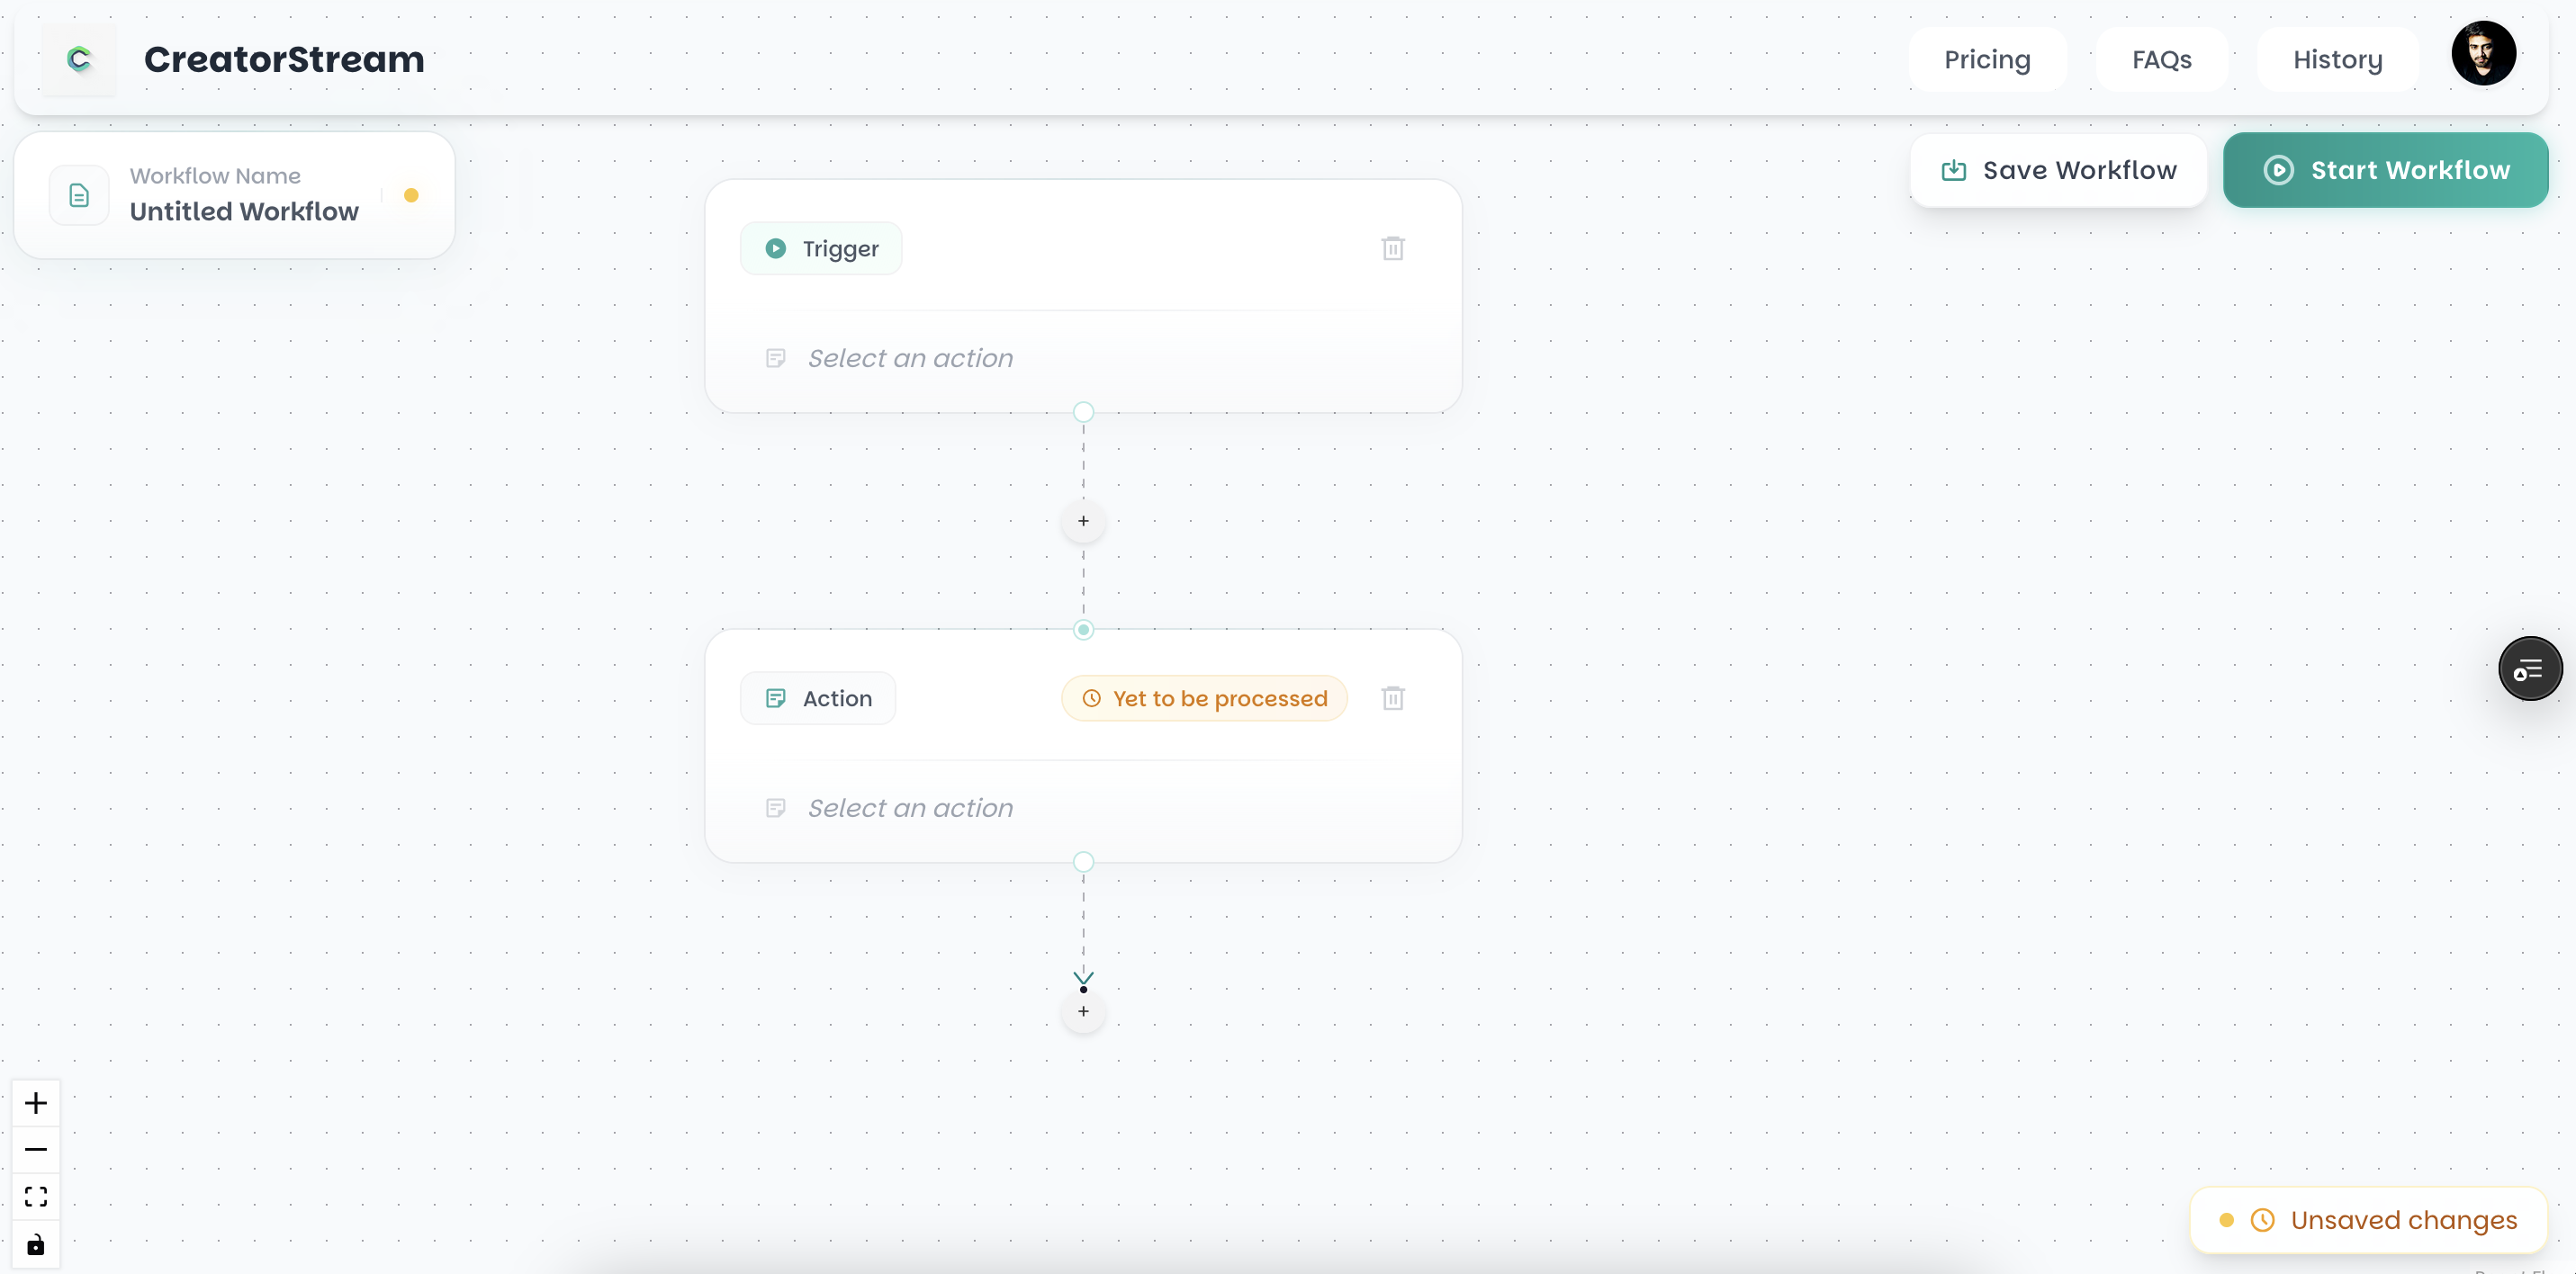 CreatorStream
Pricing
FAQs
History
Workflow Name
Untitled Workflow
Save Workflow
Start Workflow
Trigger
Select an action
+
Action
Yet to be processed
Select an action
+
Unsaved changes